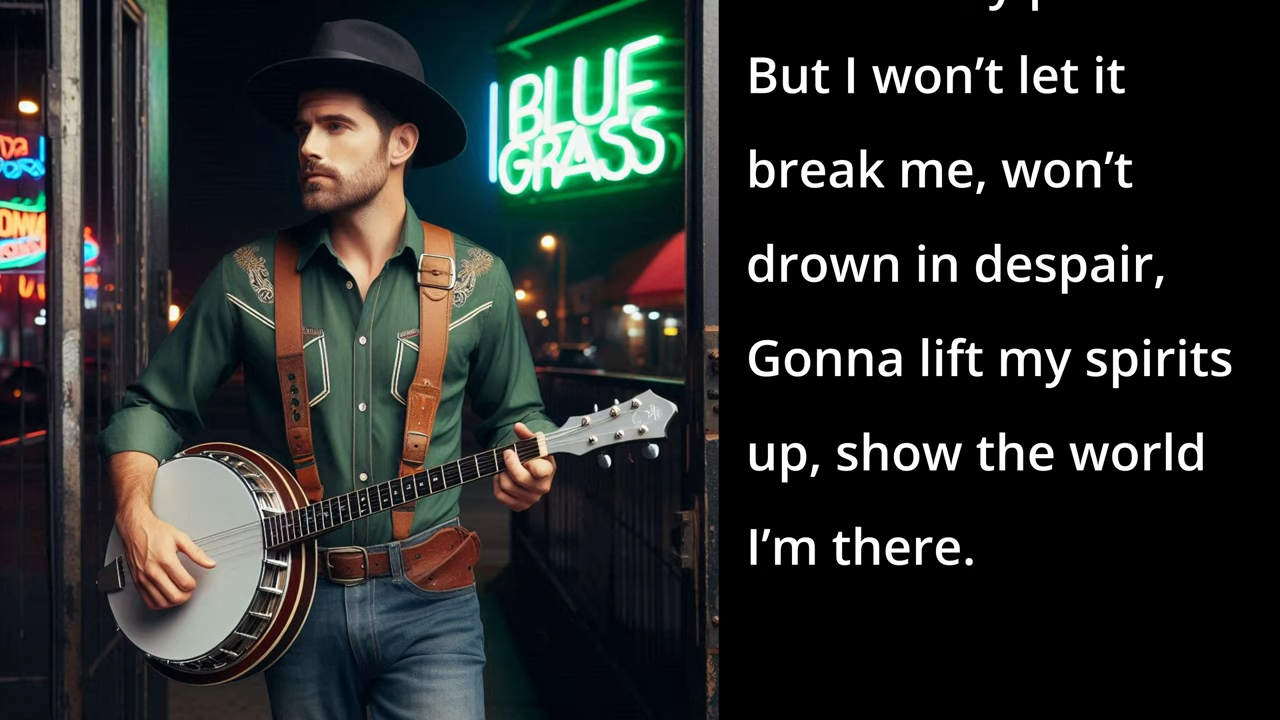 BLUE
GRASS
But I won’t let it
break me, won’t
drown in despair,
Gonna lift my spirits
up, show the world
I’m there.